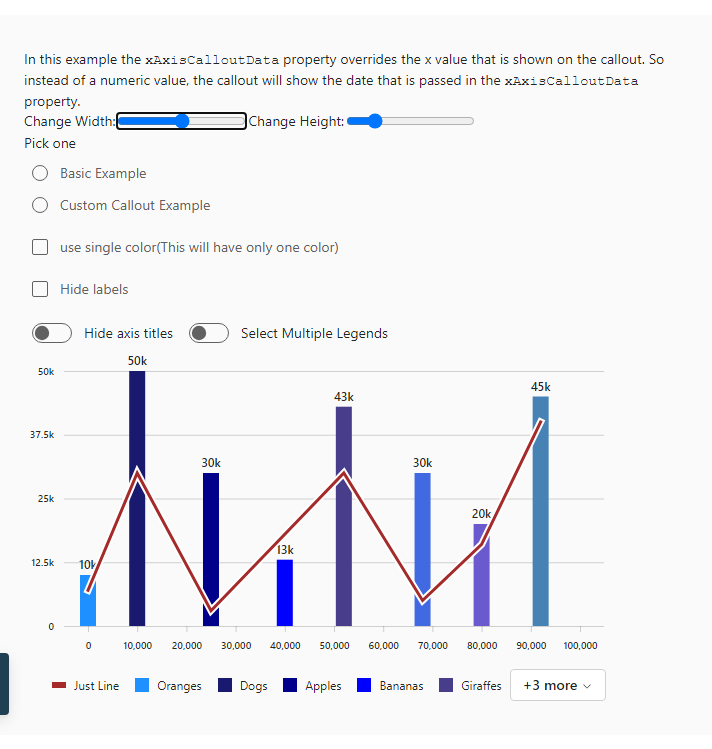 In this example the xAxisCalloutData property overrides the x value that is shown on the callout. So
instead of a numeric value, the callout will show the date that is passed in the xAxisCalloutData
property.
Change Width: Change Height:
Pick one
Basic Example
Custom Callout Example
use single color(This will have only one color)
Hide labels
Hide axis titles Select Multiple Legends
50k
50k
45k
43k
37.5k
30k 30k
25k
20k
13k
12.5k 10k
0
0 10,000 20,000 30,000 40,000 50,000 60,000 70,000 80,000 90,000 100,000
Just Line Oranges Dogs Apples Bananas Giraffes +3 more